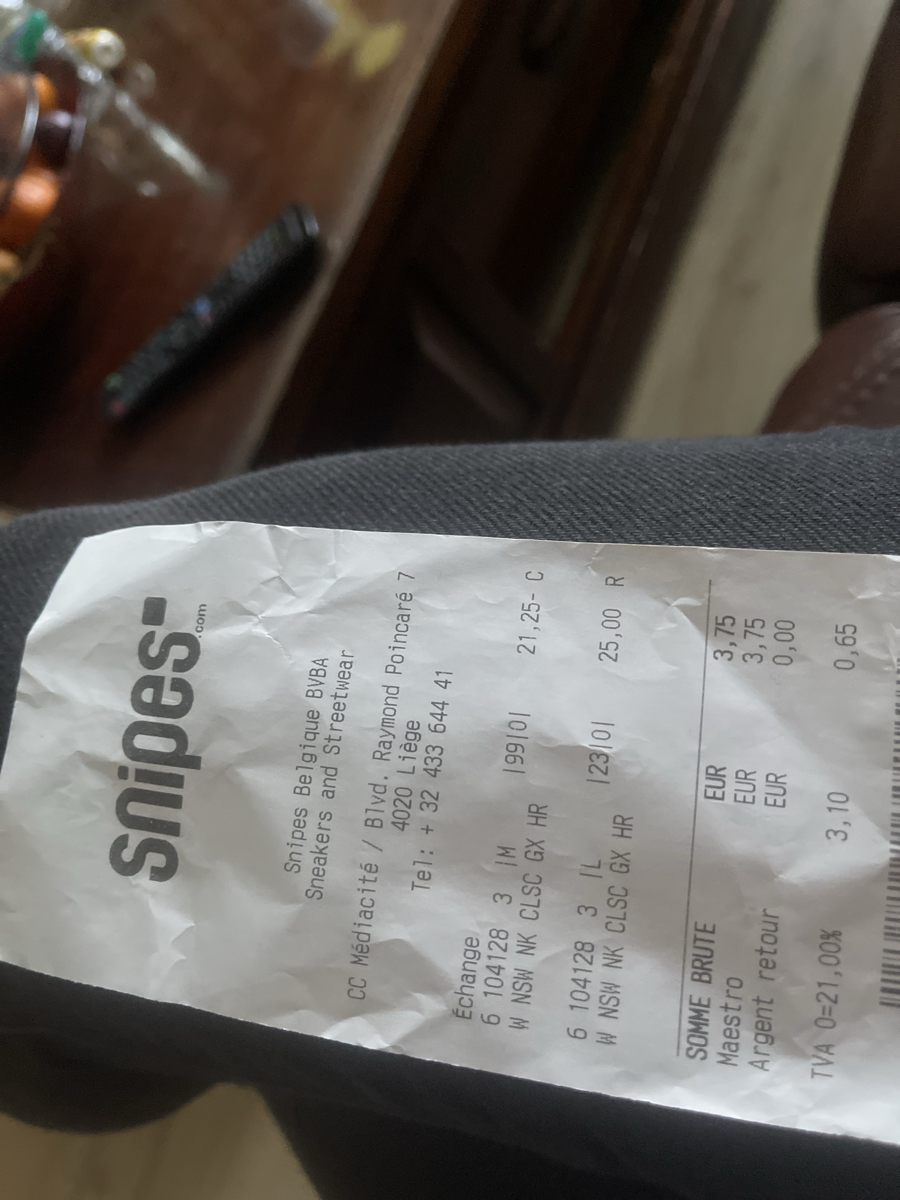 snipes
.com
Snipes Belgique BVBA
Sneakers and Streetwear
CC Médiacité / Blvd. Raymond Poincaré 7
4020 Liège
Tel: + 32 433 644 41
Échange
6 104128 3 |M |99|0| 21,25- C
W NSW NK CLSC GX HR
6 104128 3 |L |23|0| 25,00 R
W NSW NK CLSC GX HR
SOMME BRUTE EUR 3,75
Maestro EUR 3,75
Argent retour EUR 0,00
TVA 0=21,00% 3,10 0,65